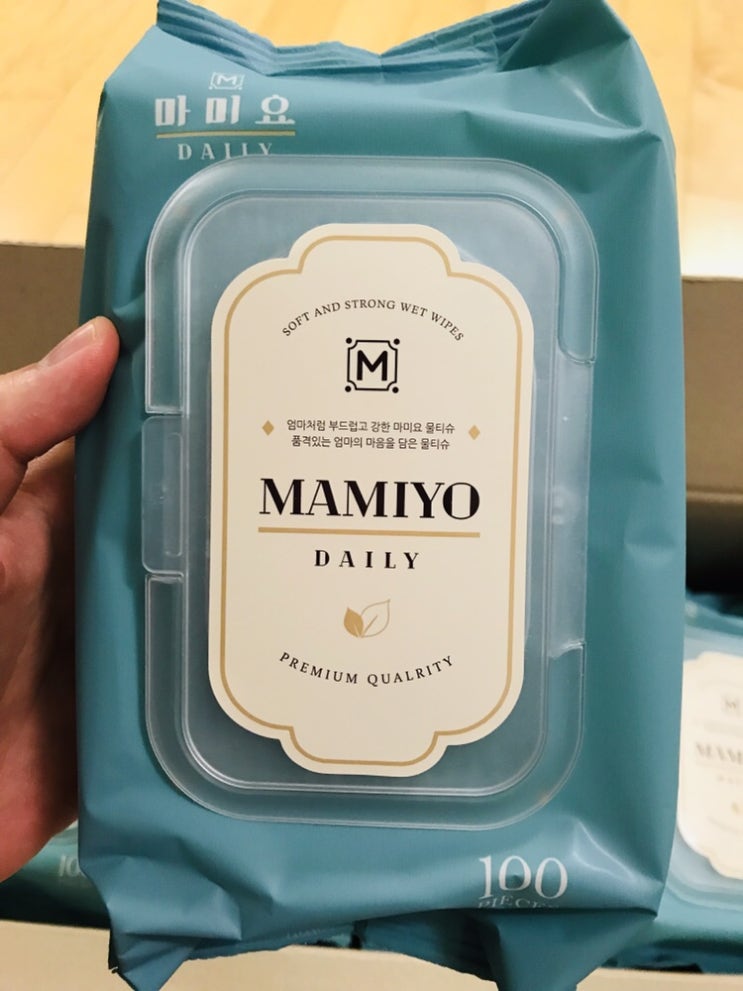 M
마미요
DAILY
SOFT AND STRONG WET WIPES
M
엄마처럼 부드럽고 강한 마미요 물티슈
품격있는 엄마의 마음을 담은 물티슈
MAMIYO
DAILY
PREMIUM QUALRITY
100
PIECES